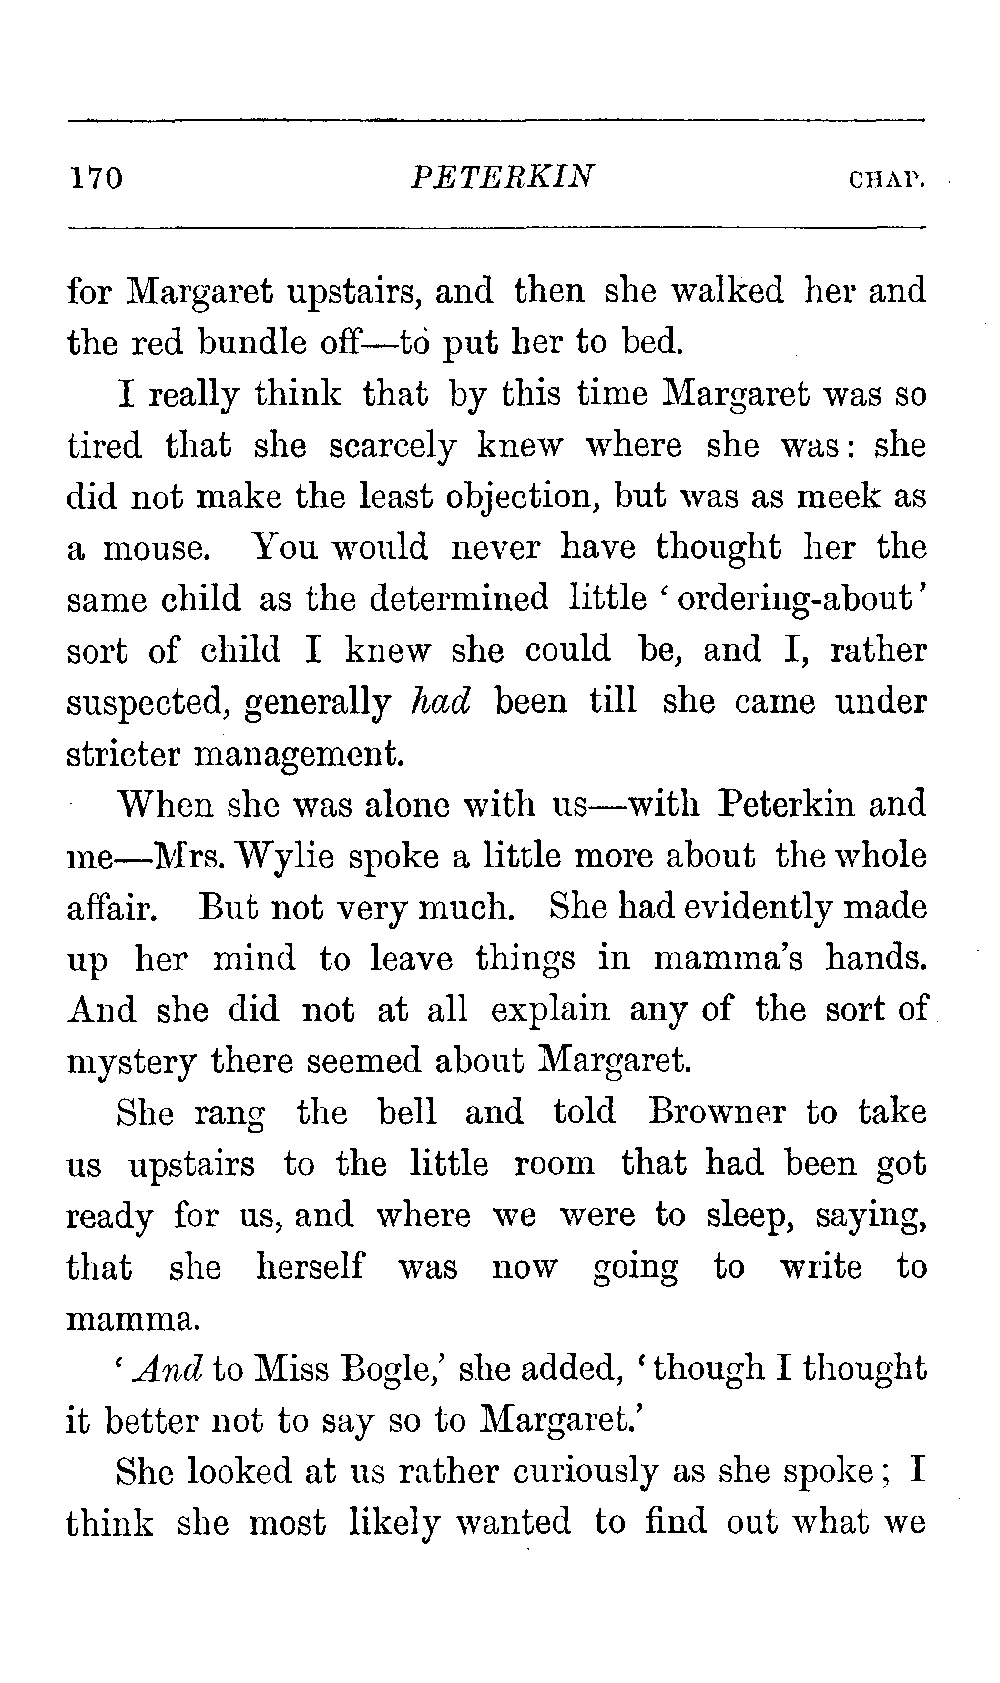 170 PETERKIN CHAP.
for Margaret upstairs, and then she walked her and
the red bundle off—to put her to bed.
I really think that by this time Margaret was so
tired that she scarcely knew where she was: she
did not make the least objection, but was as meek as
a mouse. You would never have thought her the
same child as the determined little ‘ordering-about’
sort of child I knew she could be, and I, rather
suspected, generally had been till she came under
stricter management.
When she was alone with us—with Peterkin and
me—Mrs. Wylie spoke a little more about the whole
affair. But not very much. She had evidently made
up her mind to leave things in mamma’s hands.
And she did not at all explain any of the sort of
mystery there seemed about Margaret.
She rang the bell and told Browner to take
us upstairs to the little room that had been got
ready for us, and where we were to sleep, saying,
that she herself was now going to write to
mamma.
‘And to Miss Bogle,’ she added, ‘though I thought
it better not to say so to Margaret.’
She looked at us rather curiously as she spoke; I
think she most likely wanted to find out what we